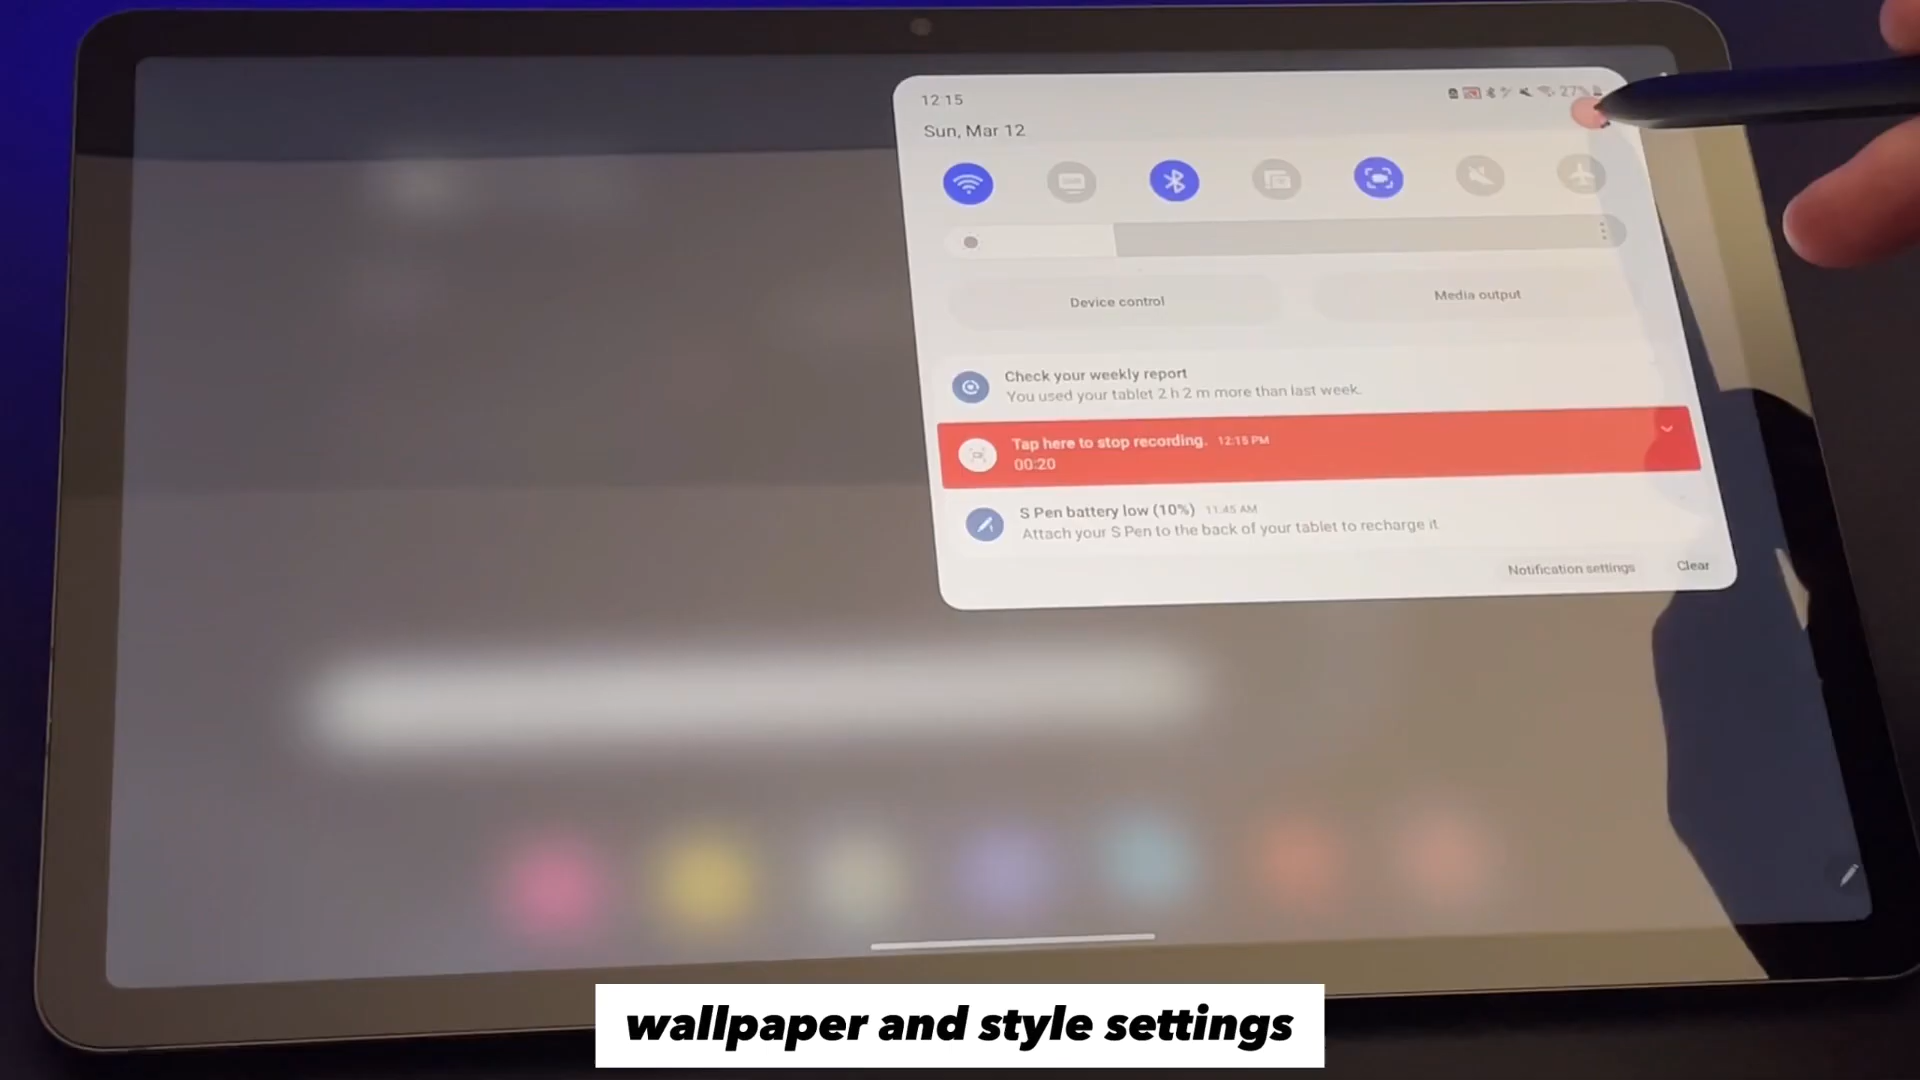 12:15
27%
Sun, Mar 12
Device control
Media output
Check your weekly report
You used your tablet 2 h 2 m more than last week.
Tap here to stop recording. 12:15 PM
00:20
S Pen battery low (10%) 11:45 AM
Attach your S Pen to the back of your tablet to recharge it.
Notification settings
Clear
wallpaper and style settings